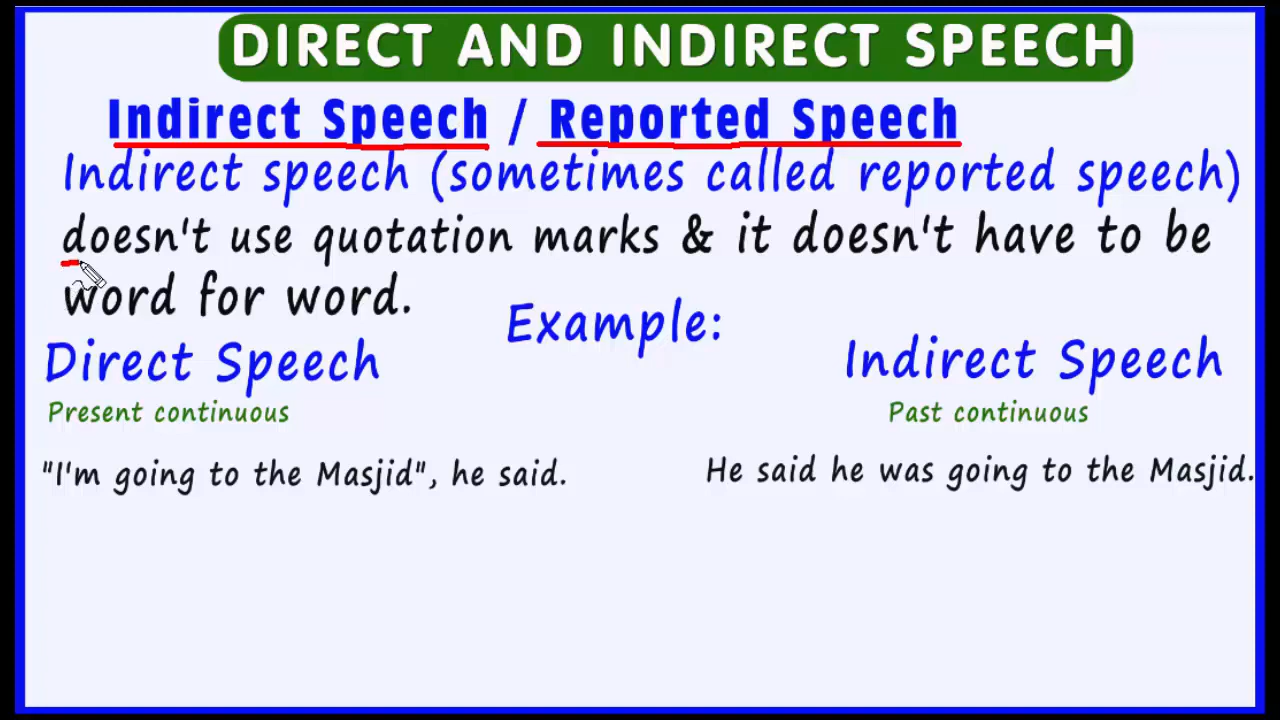 DIRECT AND INDIRECT SPEECH
Indirect Speech / Reported Speech
Indirect speech (sometimes called reported speech)
doesn't use quotation marks & it doesn't have to be
word for word.
Example:
Direct Speech
Indirect Speech
Present continuous
Past continuous
"I'm going to the Masjid", he said.
He said he was going to the Masjid.